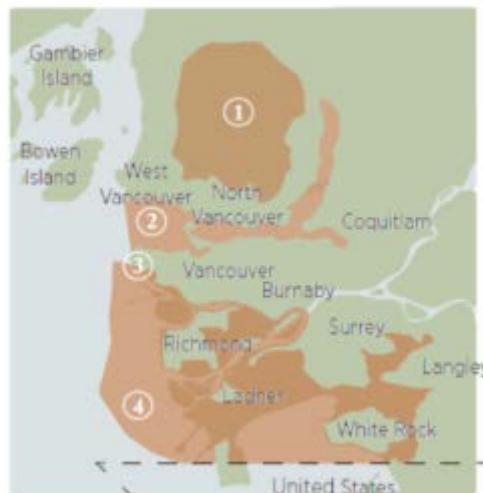 Gambier
Island
①
Bowen
Island
West
Vancouver
North
Vancouver
②
Coquitlam
③
Vancouver
Burnaby
Surrey
Richmond
Langley
④
Ladner
White Rock
United States